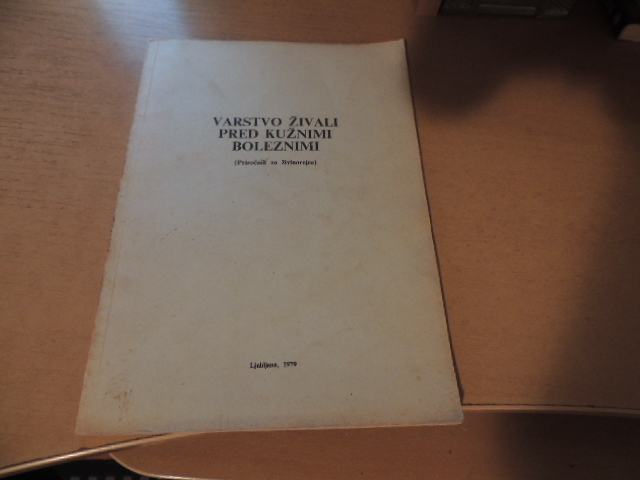 VARSTVO ŽIVALI
PRED KUŽNIMI
BOLEZNIMI
(Priročnik za živinorejce)
Ljubljana, 1979